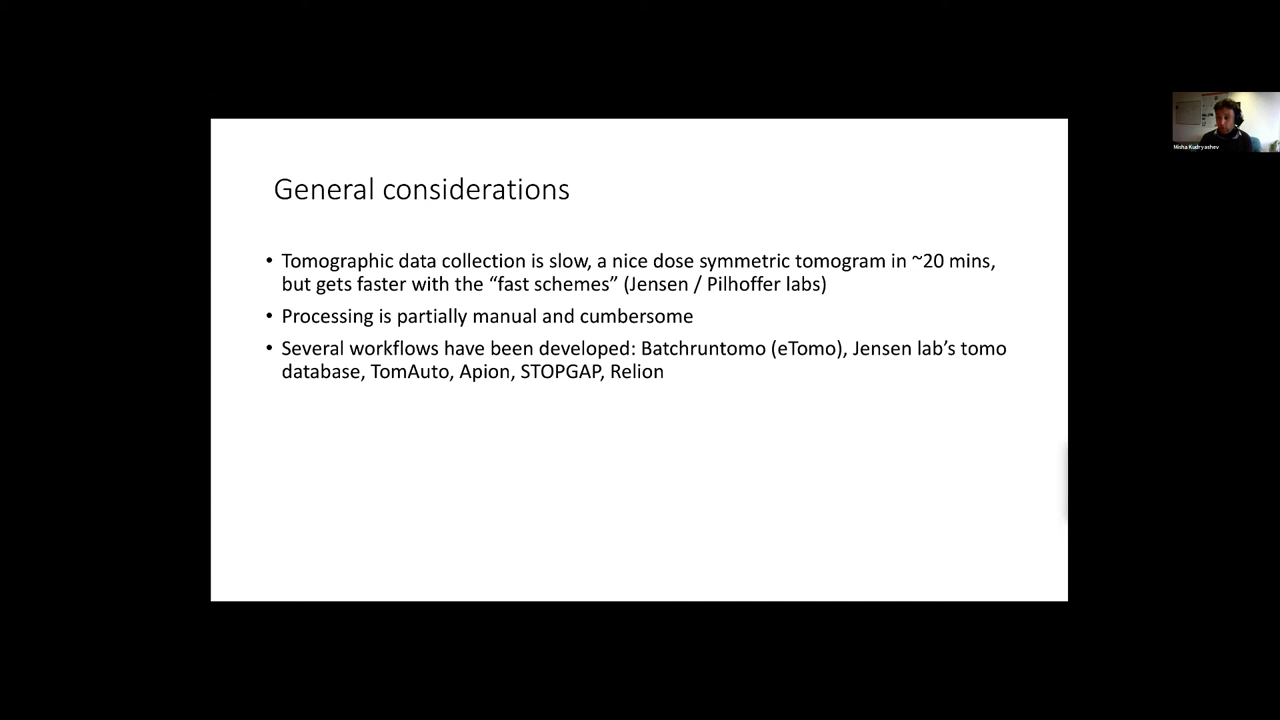 General considerations
• Tomographic data collection is slow, a nice dose symmetric tomogram in ~20 mins,
but gets faster with the “fast schemes” (Jensen / Pilhoffer labs)
• Processing is partially manual and cumbersome
• Several workflows have been developed: Batchruntomo (eTomo), Jensen lab’s tomo
database, TomAuto, Apion, STOPGAP, Relion
Misha Kudryashev